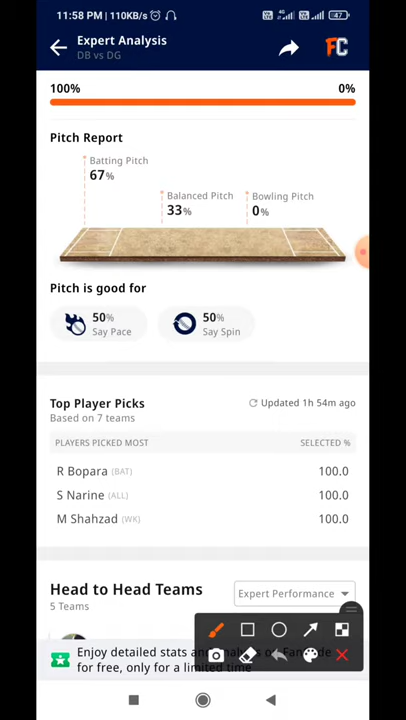 11:58 PM | 110KB/s
47
Expert Analysis
DB vs DG
FC
100%
0%
Pitch Report
Batting Pitch
67%
Balanced Pitch
33%
Bowling Pitch
0%
Pitch is good for
50%
Say Pace
50%
Say Spin
Top Player Picks
Updated 1h 54m ago
Based on 7 teams
PLAYERS PICKED MOST
SELECTED %
R Bopara (BAT)
100.0
S Narine (ALL)
100.0
M Shahzad (WK)
100.0
Head to Head Teams
Expert Performance
5 Teams
Enjoy detailed stats and
for free, only for a limited time